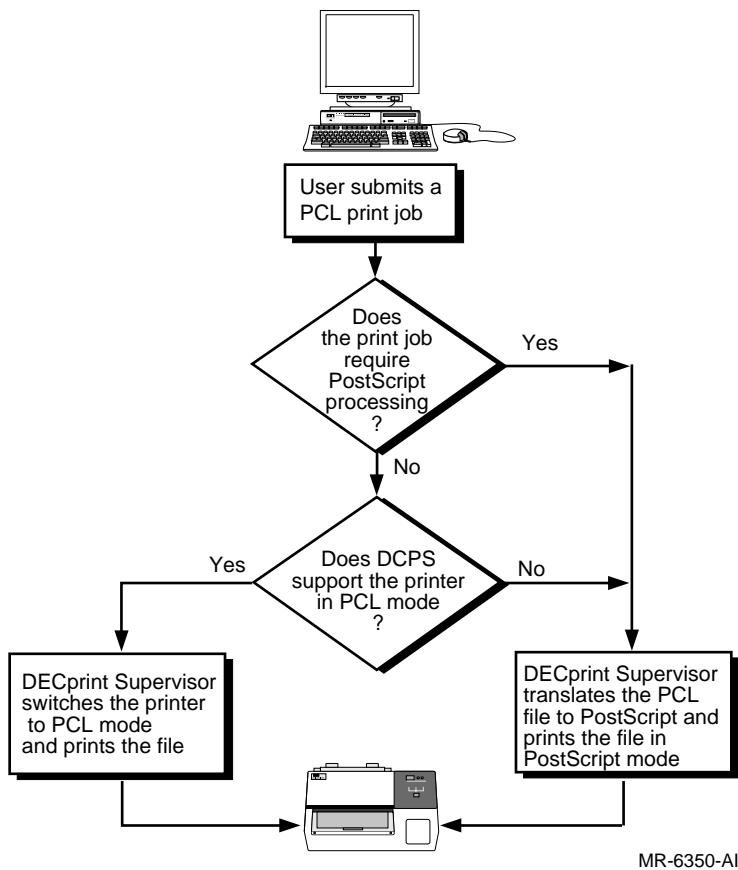 User submits a
PCL print job
Does
the print job
require
PostScript
processing
?
Yes
No
Does DCPS
support the printer
in PCL mode
?
Yes
No
DECprint Supervisor
switches the printer
to PCL mode
and prints the file
DECprint Supervisor
translates the PCL
file to PostScript and
prints the file in
PostScript mode
MR-6350-AI